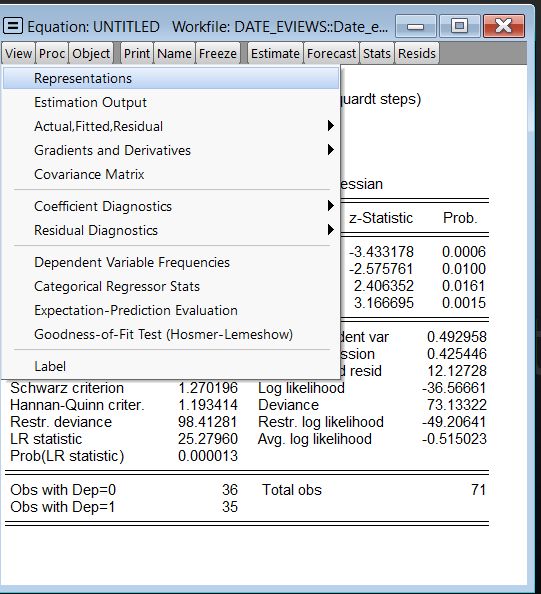 Equation: UNTITLED Workfile: DATE_EVIEWS::Date_e...
View Proc Object Print Name Freeze Estimate Forecast Stats Resids
Representations
Estimation Output
quardt steps)
Actual,Fitted,Residual
Gradients and Derivatives
Covariance Matrix
essian
Coefficient Diagnostics
z-Statistic Prob.
Residual Diagnostics
-3.433178 0.0006
Dependent Variable Frequencies
-2.575761 0.0100
Categorical Regressor Stats
2.406352 0.0161
Expectation-Prediction Evaluation
3.166695 0.0015
Goodness-of-Fit Test (Hosmer-Lemeshow)
dent var 0.492958
ssion 0.425446
Label
d resid 12.12728
Schwarz criterion 1.270196 Log likelihood -36.56661
Hannan-Quinn criter. 1.193414 Deviance 73.13322
Restr. deviance 98.41281 Restr. log likelihood -49.20641
LR statistic 25.27960 Avg. log likelihood -0.515023
Prob(LR statistic) 0.000013
Obs with Dep=0 36 Total obs 71
Obs with Dep=1 35